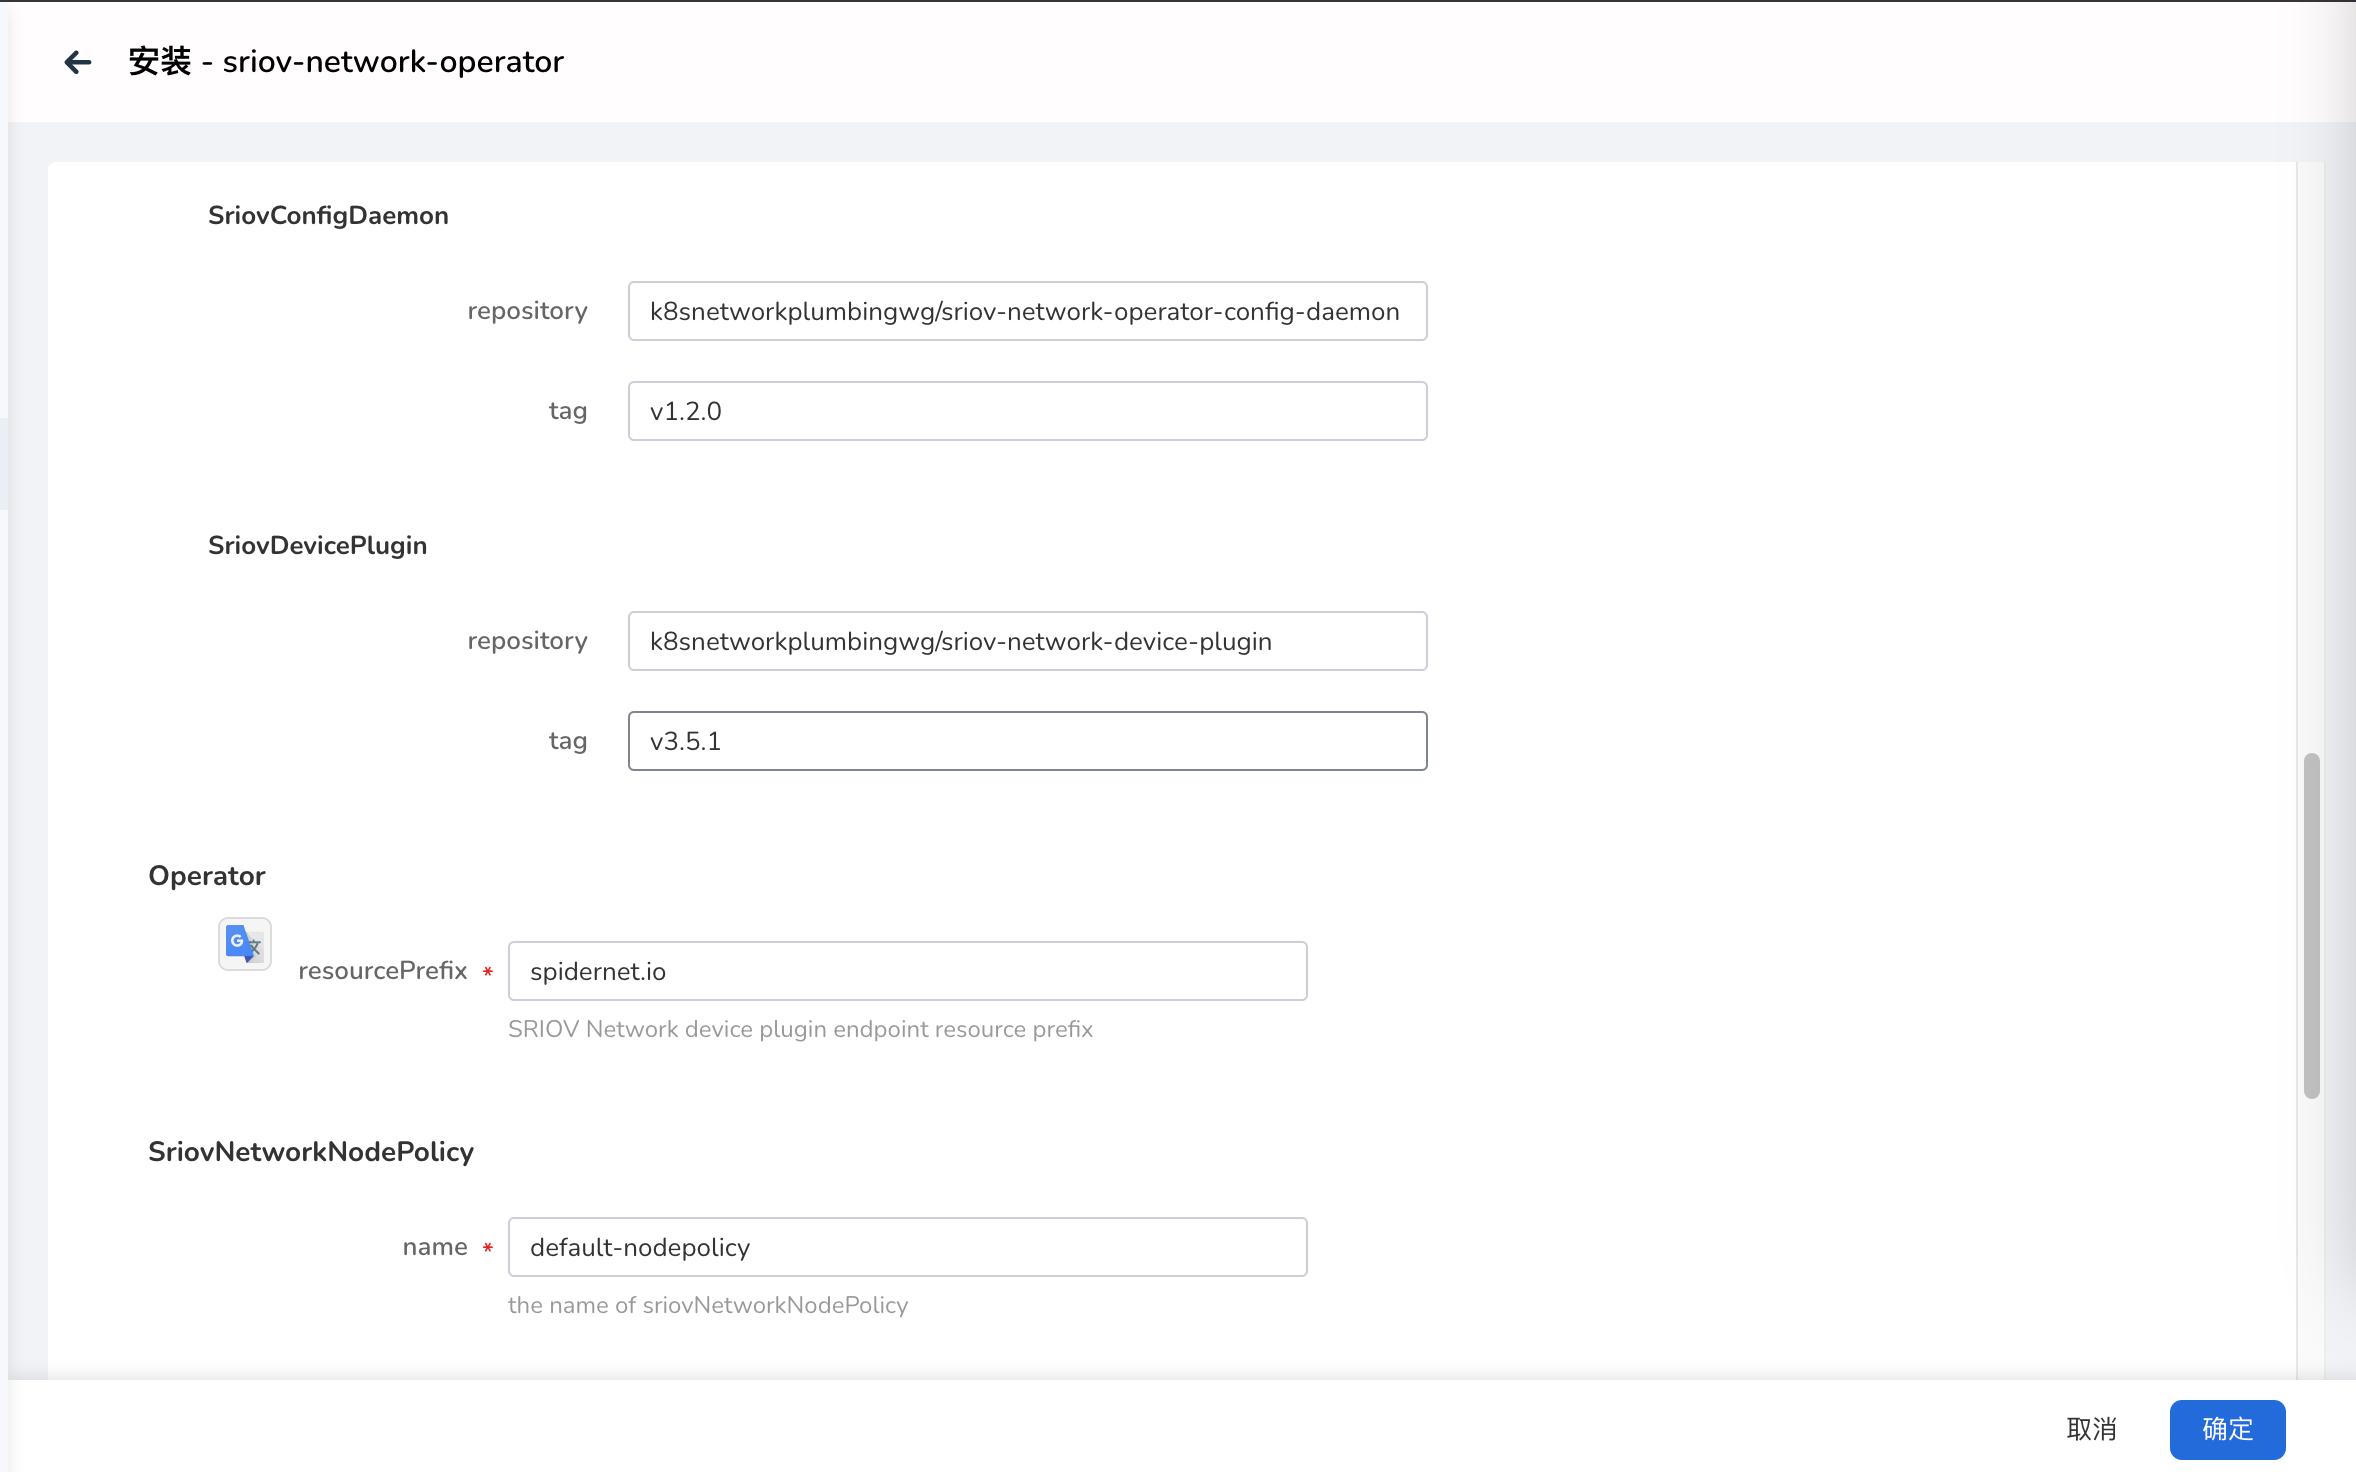 安装 - sriov-network-operator
SriovConfigDaemon
repository
k8snetworkplumbingwg/sriov-network-operator-config-daemon
tag
v1.2.0
SriovDevicePlugin
repository
k8snetworkplumbingwg/sriov-network-device-plugin
tag
v3.5.1
Operator
G 文
resourcePrefix *
spidernet.io
SRIOV Network device plugin endpoint resource prefix
SriovNetworkNodePolicy
name *
default-nodepolicy
the name of sriovNetworkNodePolicy
取消
确定